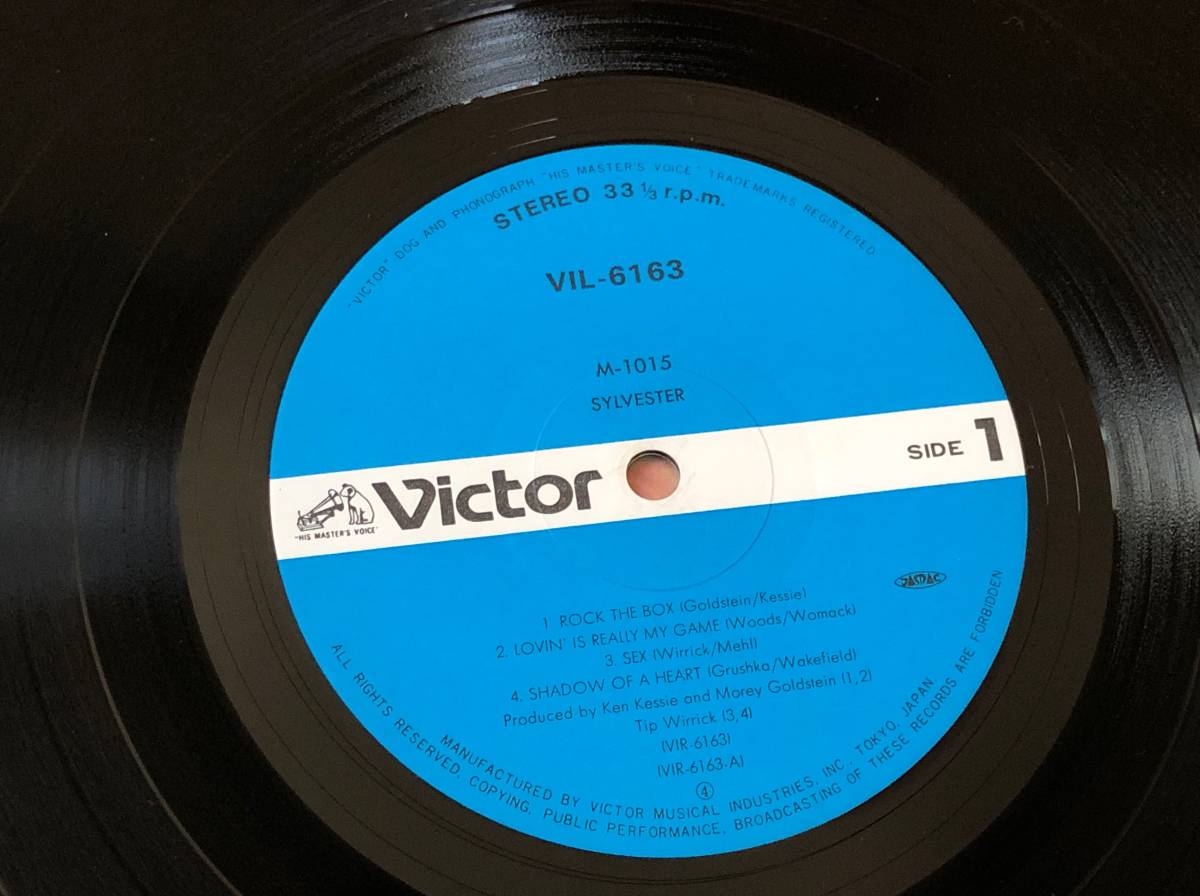 "VICTOR" DOG AND PHONOGRAPH "HIS MASTER'S VOICE" TRADEMARKS REGISTERED
STEREO 33 1/3 r.p.m.
VIL-6163
M-1015
SYLVESTER
"HIS MASTER'S VOICE"
Victor
SIDE 1
JASRAC
1 ROCK THE BOX (Goldstein/Kessie)
2. LOVIN' IS REALLY MY GAME (Woods/Womack)
3. SEX (Wirrick/Mehl)
4. SHADOW OF A HEART (Grushka/Wakefield)
Produced by Ken Kessie and Morey Goldstein (1,2)
Tip Wirrick (3,4)
(VIR-6163)
(VIR-6163-A)
④
MANUFACTURED BY VICTOR MUSICAL INDUSTRIES, INC., TOKYO, JAPAN
ALL RIGHTS RESERVED, COPYING, PUBLIC PERFORMANCE, BROADCASTING OF THESE RECORDS ARE FORBIDDEN